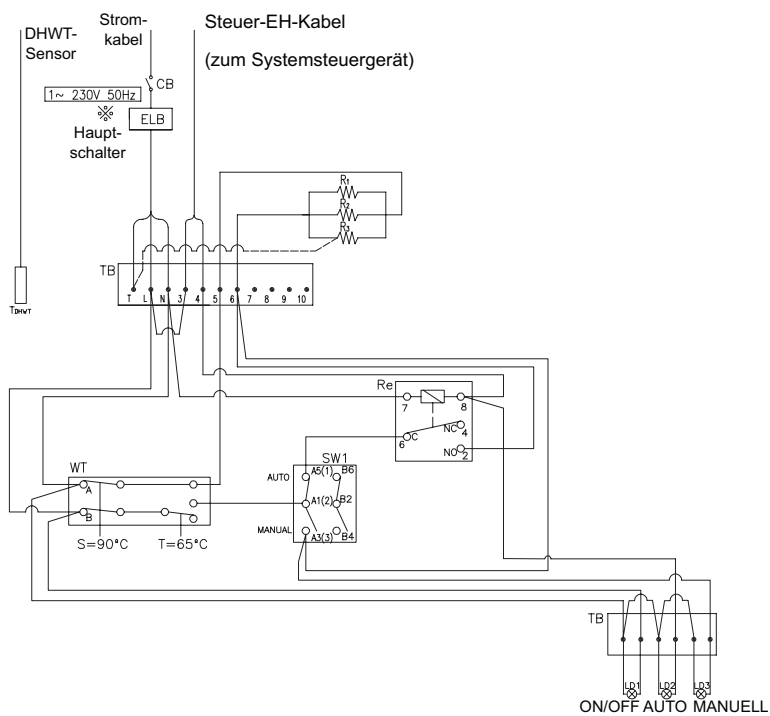 DHWT-
Sensor
Strom-
kabel
Steuer-EH-Kabel
(zum Systemsteuergerät)
CB
1~ 230V 50Hz
※
ELB
Haupt-
schalter
R1
R2
R3
TB
T L N 3 4 5 6 7 8 9 10
TDHWT
Re
7 8
NC 4
6 C
NO 2
SW1
WT
AUTO A5(1) B6
A
A1(2) B2
B
MANUAL A3(3) B4
S=90°C T=65°C
TB
LD1 LD2 LD3
ON/OFF AUTO MANUELL